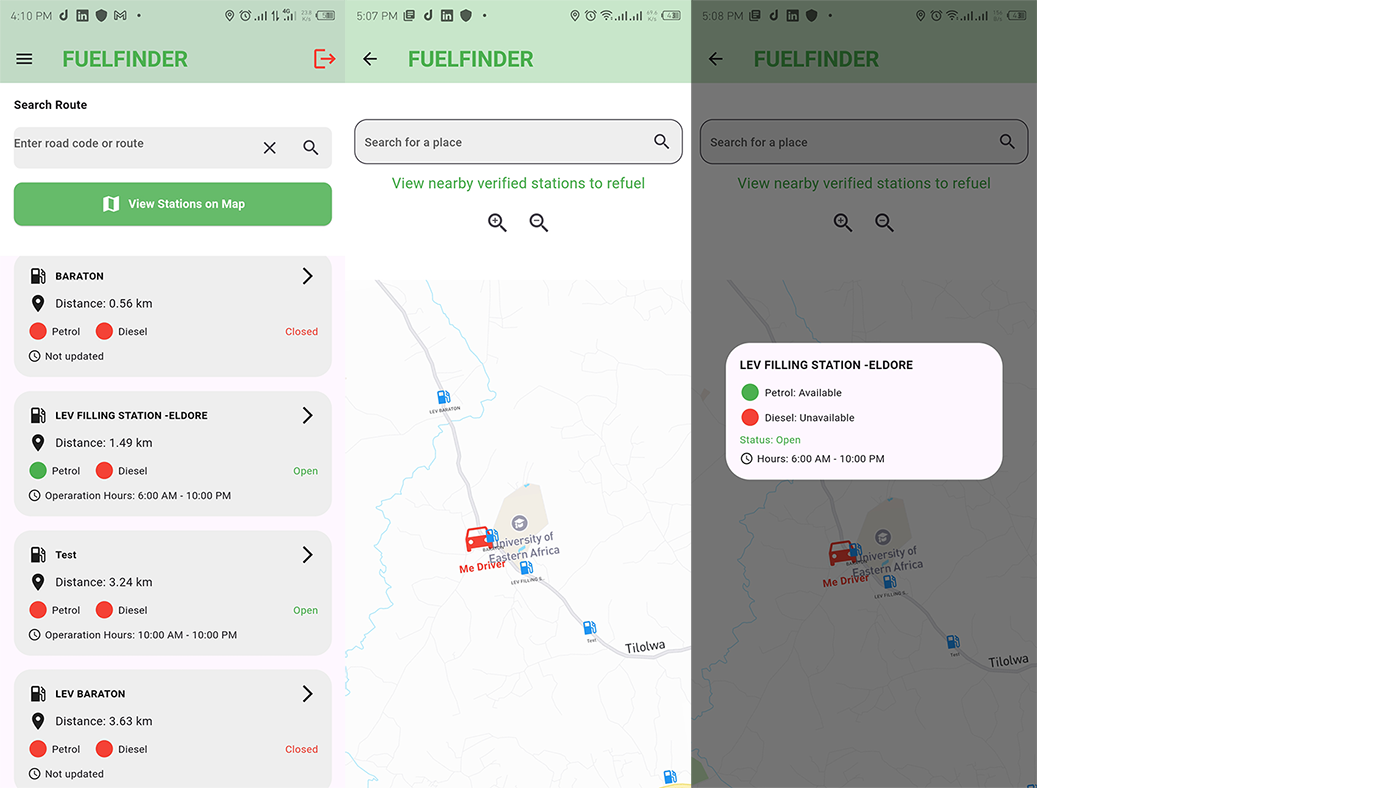 4:10 PM
FUELFINDER
Search Route
Enter road code or route
View Stations on Map
BARATON
Distance: 0.56 km
Petrol Diesel Closed
Not updated
LEV FILLING STATION -ELDORE
Distance: 1.49 km
Petrol Diesel Open
Operaration Hours: 6:00 AM - 10:00 PM
Test
Distance: 3.24 km
Petrol Diesel Open
Operaration Hours: 10:00 AM - 10:00 PM
LEV BARATON
Distance: 3.63 km
Petrol Diesel Closed
Not updated
5:07 PM
FUELFINDER
Search for a place
View nearby verified stations to refuel
LEV BARATON
University of
Eastern Africa
Me Driver
LEV FILLING S..
Test
Tilolwa
5:08 PM
FUELFINDER
Search for a place
View nearby verified stations to refuel
LEV FILLING STATION -ELDORE
Petrol: Available
Diesel: Unavailable
Status: Open
Hours: 6:00 AM - 10:00 PM
University of
Eastern Africa
Me Driver
LEV FILLING S..
Test
Tilolwa